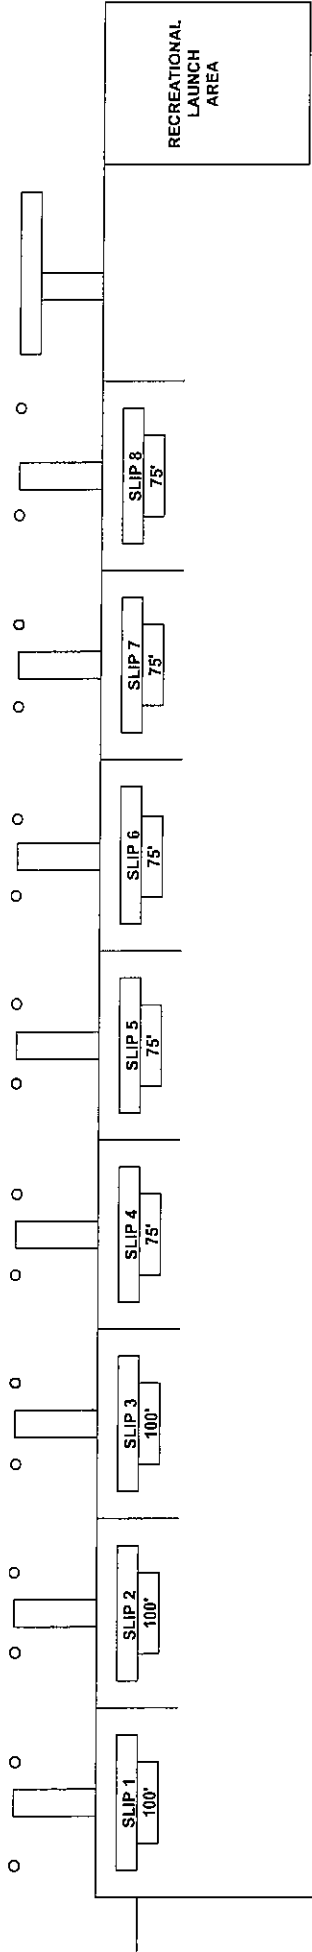 SLIP 1
100'
SLIP 2
100'
SLIP 3
100'
SLIP 4
75'
SLIP 5
75'
SLIP 6
75'
SLIP 7
75'
SLIP 8
75'
RECREATIONAL
LAUNCH
AREA